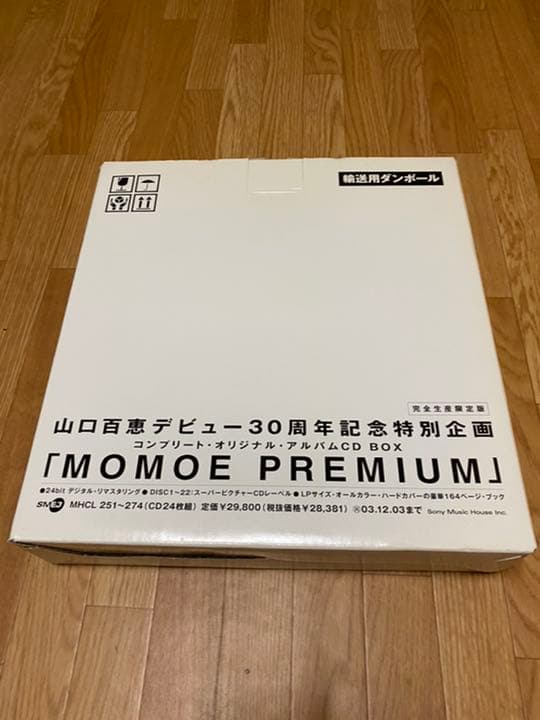 輸送用ダンボール
完全生産限定版
山口百恵デビュー30周年記念特別企画
コンプリート・オリジナル・アルバムCD BOX
「MOMOE PREMIUM」
●24bit デジタル・リマスタリング ● DISC1~22:スーパーピクチャーCDレーベル ● LPサイズ・オールカラー・ハードカバーの豪華164ページ・ブック
SMEJ MHCL 251~274 (CD24枚組) 定価¥29,800 (税抜価格¥28,381) Ⓗ03.12.03まで Sony Music House Inc.